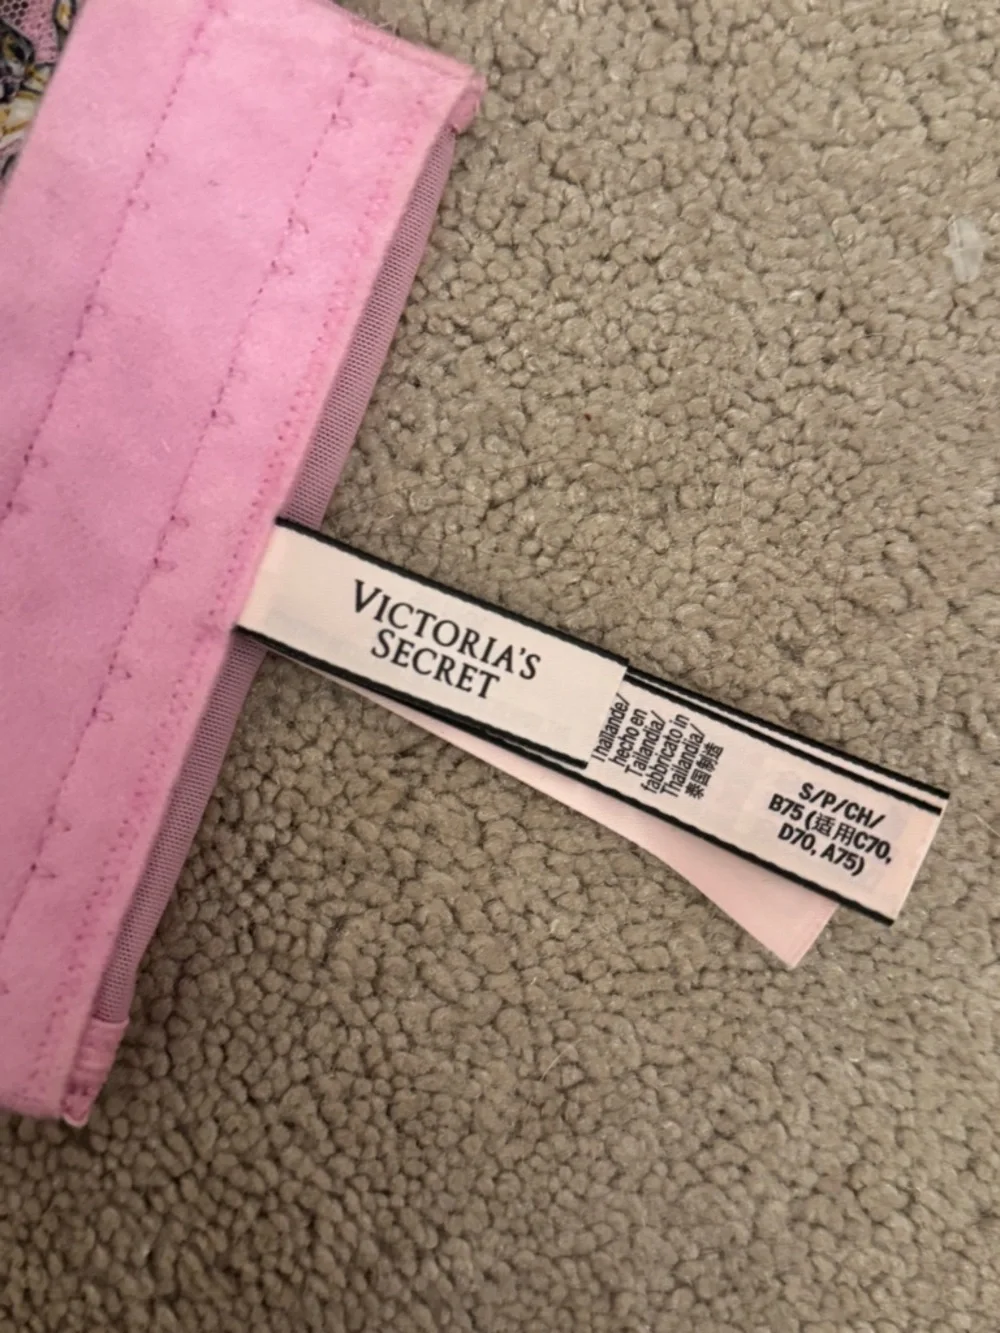 VICTORIA'S
SECRET
Thailande/
hecho en
Tailandia/
fabbricato in
Thailandia/
泰国制造
S/P/CH/
B75 (适用C70,
D70, A75)